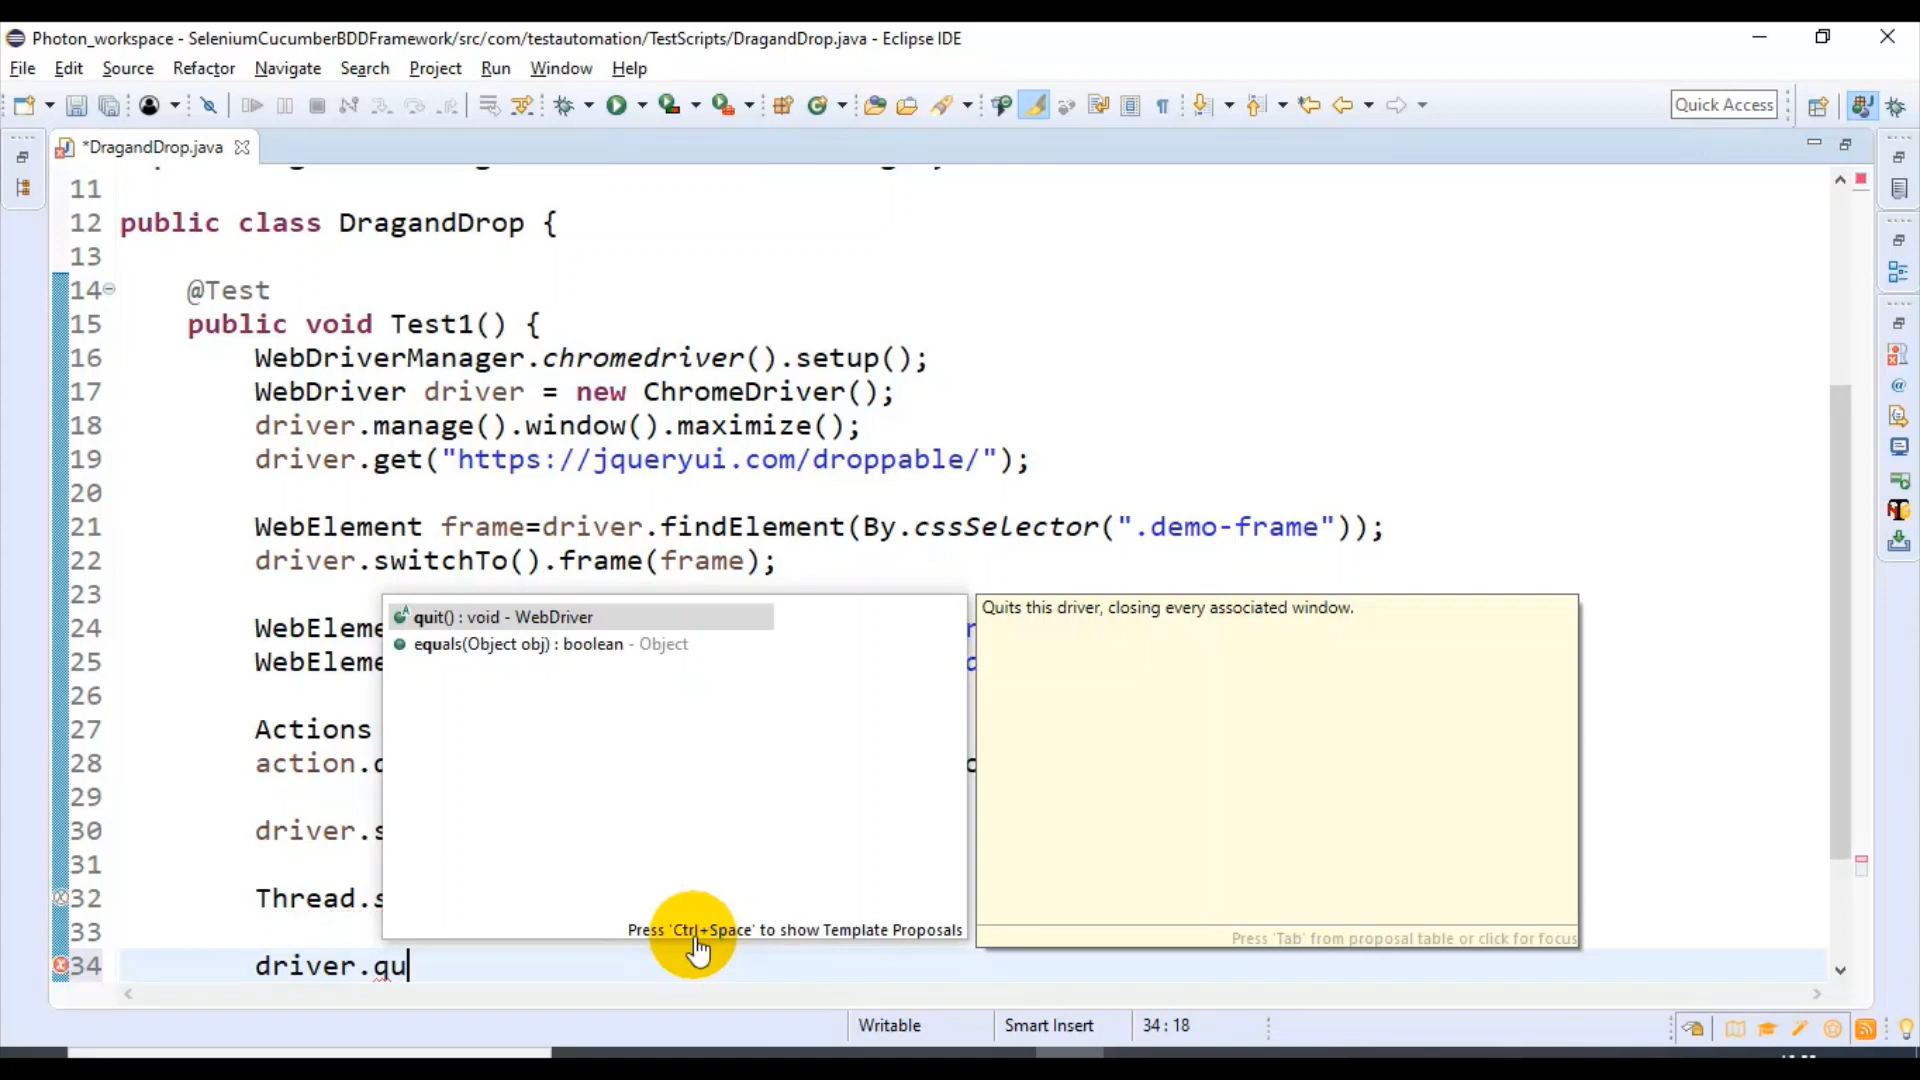 Photon_workspace - SeleniumCucumberBDDFramework/src/com/testautomation/TestScripts/DragandDrop.java - Eclipse IDE
File Edit Source Refactor Navigate Search Project Run Window Help
Quick Access
*DragandDrop.java
11
12 public class DragandDrop {
13
14 @Test
15 public void Test1() {
16 WebDriverManager.chromedriver().setup();
17 WebDriver driver = new ChromeDriver();
18 driver.manage().window().maximize();
19 driver.get("https://jqueryui.com/droppable/");
20
21 WebElement frame=driver.findElement(By.cssSelector(".demo-frame"));
22 driver.switchTo().frame(frame);
23
quit() : void - WebDriver
equals(Object obj) : boolean - Object
Quits this driver, closing every associated window.
24 WebEleme
25 WebEleme
26
27 Actions
28 action.
29
30 driver.s
31
32 Thread.s
33
Press 'Ctrl+Space' to show Template Proposals
Press 'Tab' from proposal table or click for focus
34 driver.qu
Writable Smart Insert 34 : 18